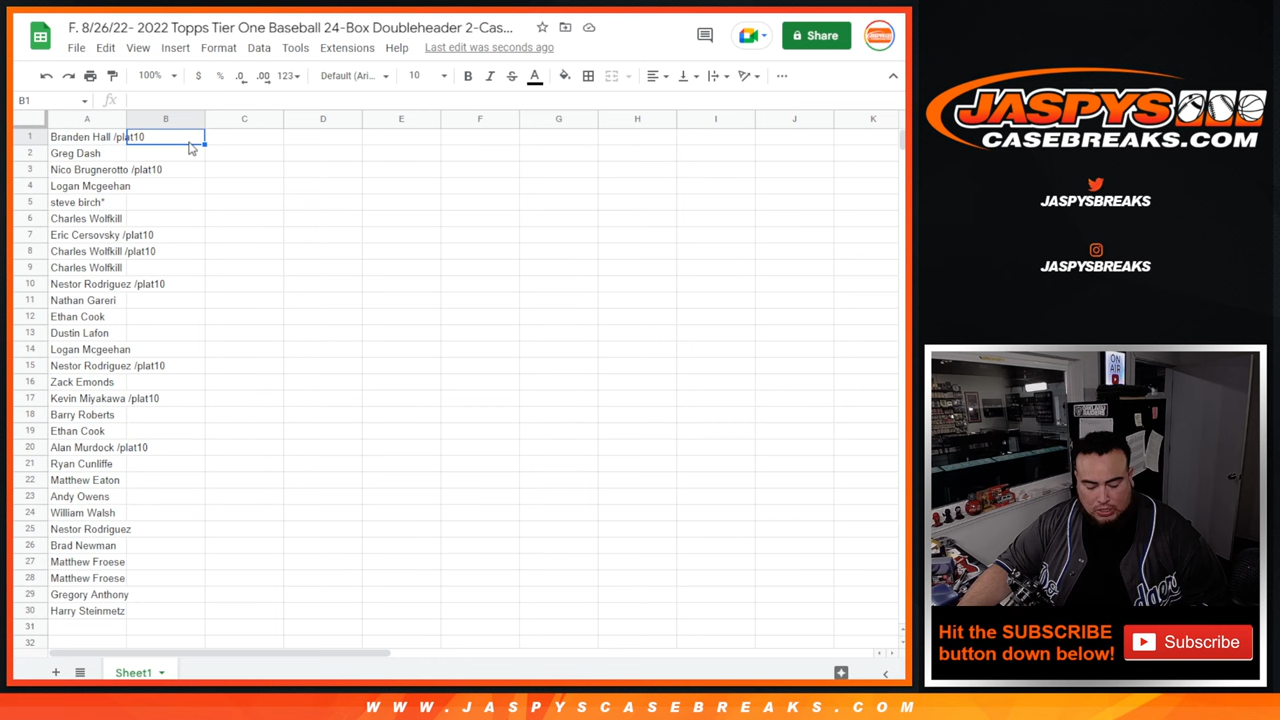 F. 8/26/22- 2022 Topps Tier One Baseball 24-Box Doubleheader 2-Cas...
File Edit View Insert Format Data Tools Extensions Help Last edit was seconds ago
Share
100% $ % .0 .00 123 Default (Ari... 10 B I S A
B1 fx
A B C D E F G H I J K
1 Branden Hall /plat10
2 Greg Dash
3 Nico Brugnerotto /plat10
4 Logan Mcgeehan
5 steve birch*
6 Charles Wolfkill
7 Eric Cersovsky /plat10
8 Charles Wolfkill /plat10
9 Charles Wolfkill
10 Nestor Rodriguez /plat10
11 Nathan Gareri
12 Ethan Cook
13 Dustin Lafon
14 Logan Mcgeehan
15 Nestor Rodriguez /plat10
16 Zack Emonds
17 Kevin Miyakawa /plat10
18 Barry Roberts
19 Ethan Cook
20 Alan Murdock /plat10
21 Ryan Cunliffe
22 Matthew Eaton
23 Andy Owens
24 William Walsh
25 Nestor Rodriguez
26 Brad Newman
27 Matthew Froese
28 Matthew Froese
29 Gregory Anthony
30 Harry Steinmetz
31
32
Sheet1
JASPYS
CASEBREAKS.COM
JASPYSBREAKS
JASPYSBREAKS
ON
AIR
Hit the SUBSCRIBE
button down below!
Subscribe
WWW.JASPYSCASEBREAKS.COM